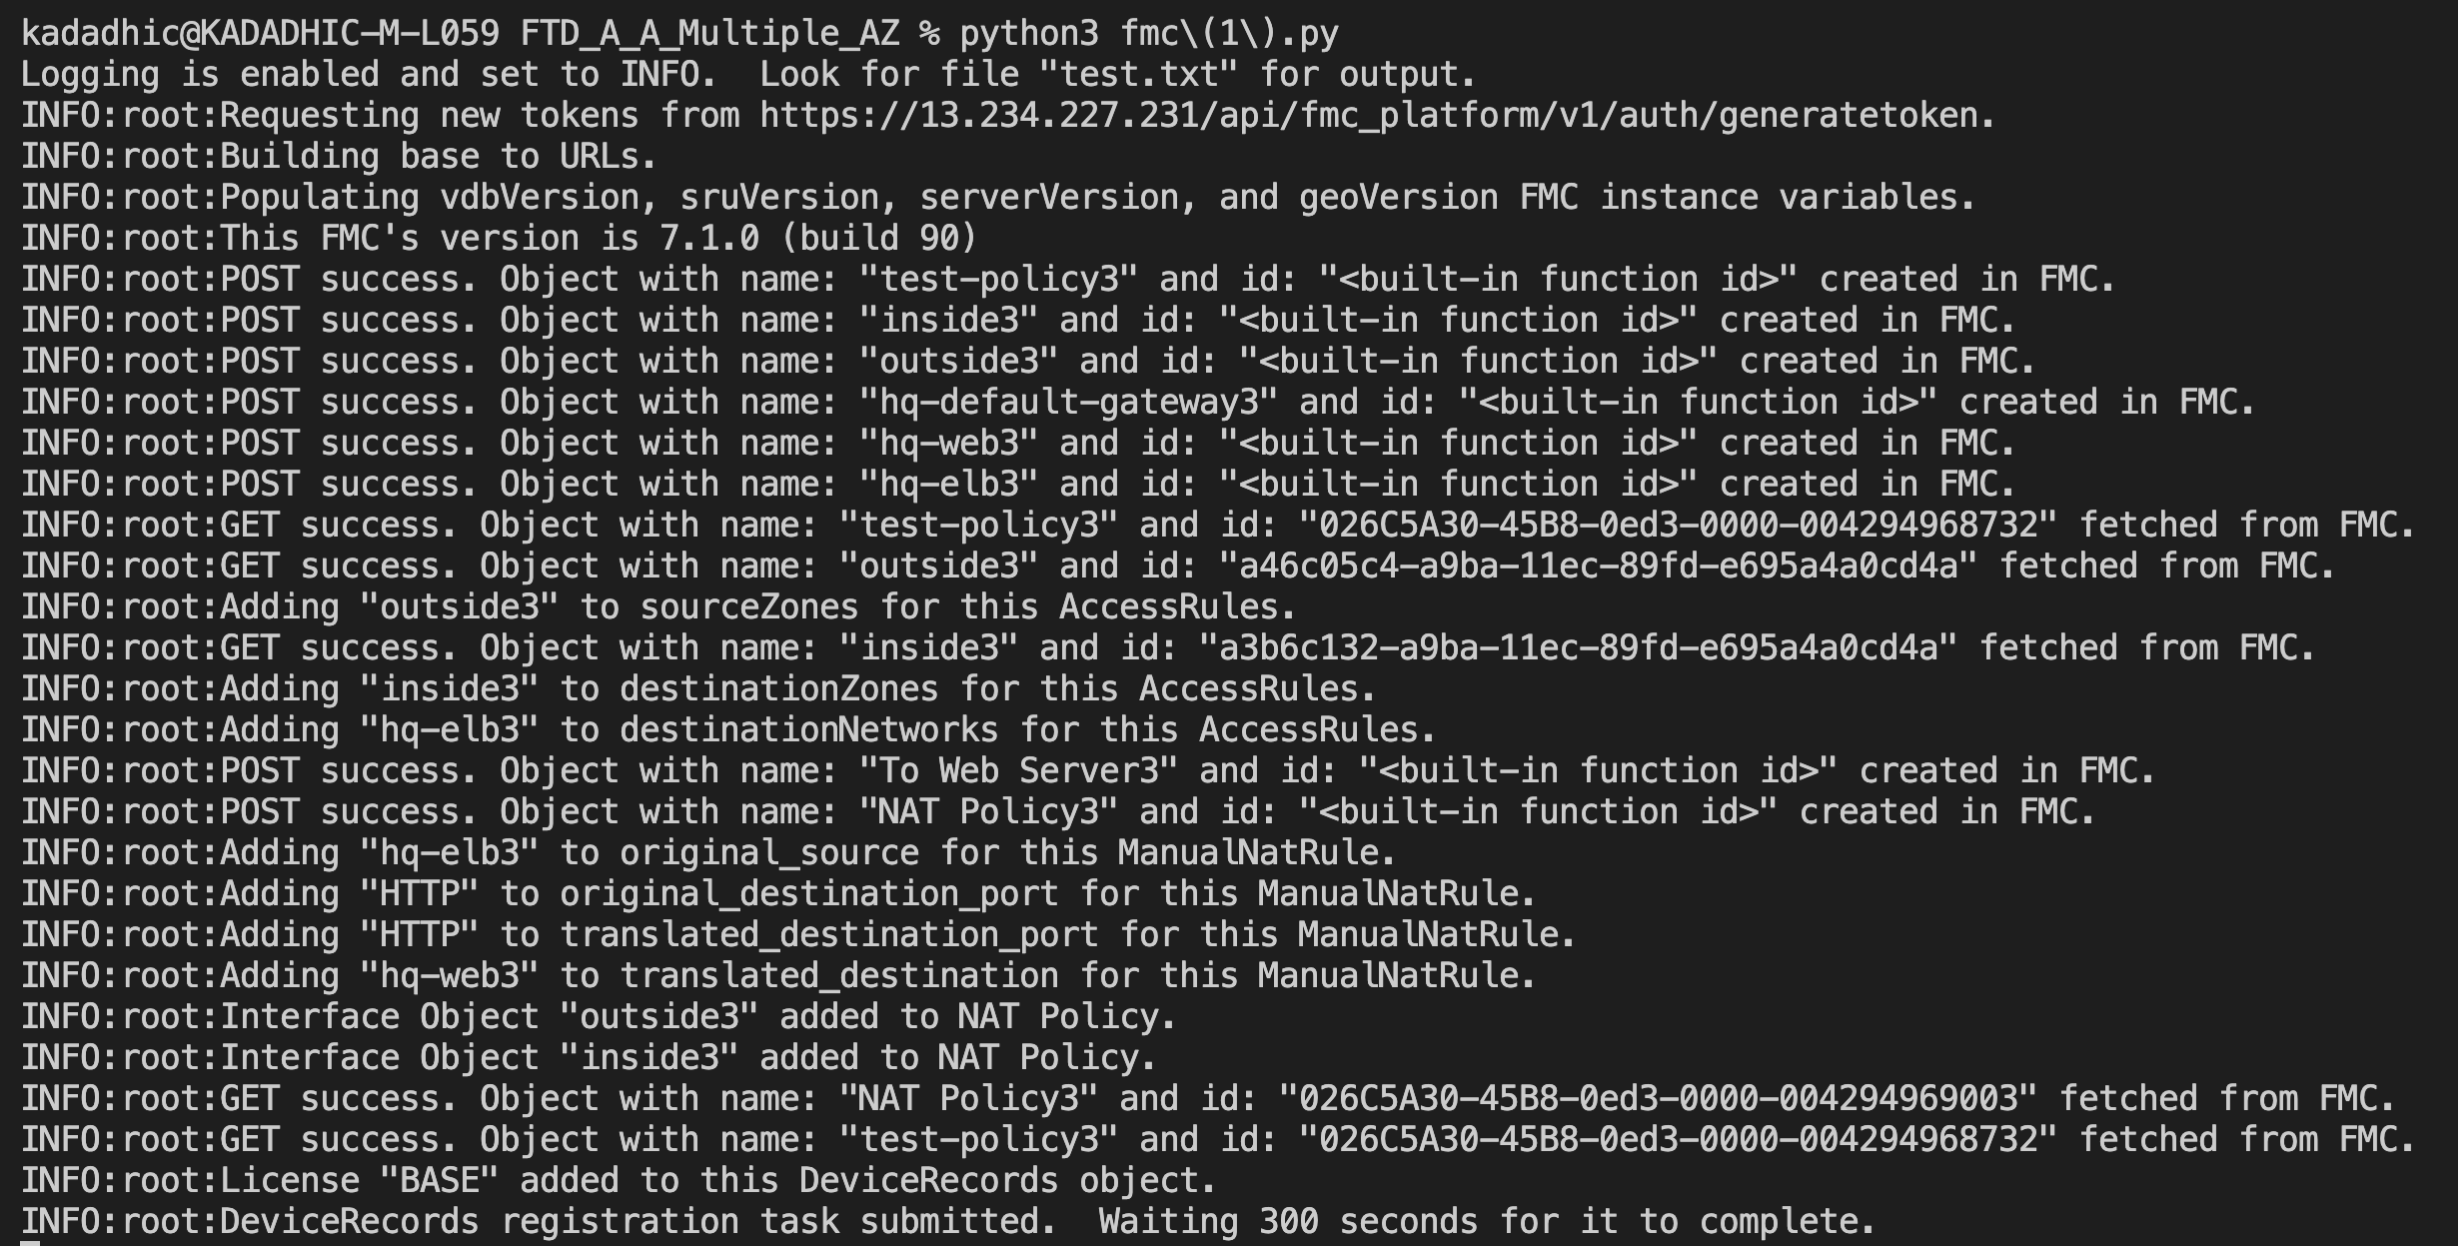 kadadhic@KADADHIC-M-L059 FTD_A_A_Multiple_AZ % python3 fmc\(1\).py
Logging is enabled and set to INFO.  Look for file "test.txt" for output.
INFO:root:Requesting new tokens from https://13.234.227.231/api/fmc_platform/v1/auth/generatetoken.
INFO:root:Building base to URLs.
INFO:root:Populating vdbVersion, sruVersion, serverVersion, and geoVersion FMC instance variables.
INFO:root:This FMC's version is 7.1.0 (build 90)
INFO:root:POST success. Object with name: "test-policy3" and id: "<built-in function id>" created in FMC.
INFO:root:POST success. Object with name: "inside3" and id: "<built-in function id>" created in FMC.
INFO:root:POST success. Object with name: "outside3" and id: "<built-in function id>" created in FMC.
INFO:root:POST success. Object with name: "hq-default-gateway3" and id: "<built-in function id>" created in FMC.
INFO:root:POST success. Object with name: "hq-web3" and id: "<built-in function id>" created in FMC.
INFO:root:POST success. Object with name: "hq-elb3" and id: "<built-in function id>" created in FMC.
INFO:root:GET success. Object with name: "test-policy3" and id: "026C5A30-45B8-0ed3-0000-004294968732" fetched from FMC.
INFO:root:GET success. Object with name: "outside3" and id: "a46c05c4-a9ba-11ec-89fd-e695a4a0cd4a" fetched from FMC.
INFO:root:Adding "outside3" to sourceZones for this AccessRules.
INFO:root:GET success. Object with name: "inside3" and id: "a3b6c132-a9ba-11ec-89fd-e695a4a0cd4a" fetched from FMC.
INFO:root:Adding "inside3" to destinationZones for this AccessRules.
INFO:root:Adding "hq-elb3" to destinationNetworks for this AccessRules.
INFO:root:POST success. Object with name: "To Web Server3" and id: "<built-in function id>" created in FMC.
INFO:root:POST success. Object with name: "NAT Policy3" and id: "<built-in function id>" created in FMC.
INFO:root:Adding "hq-elb3" to original_source for this ManualNatRule.
INFO:root:Adding "HTTP" to original_destination_port for this ManualNatRule.
INFO:root:Adding "HTTP" to translated_destination_port for this ManualNatRule.
INFO:root:Adding "hq-web3" to translated_destination for this ManualNatRule.
INFO:root:Interface Object "outside3" added to NAT Policy.
INFO:root:Interface Object "inside3" added to NAT Policy.
INFO:root:GET success. Object with name: "NAT Policy3" and id: "026C5A30-45B8-0ed3-0000-004294969003" fetched from FMC.
INFO:root:GET success. Object with name: "test-policy3" and id: "026C5A30-45B8-0ed3-0000-004294968732" fetched from FMC.
INFO:root:License "BASE" added to this DeviceRecords object.
INFO:root:DeviceRecords registration task submitted.  Waiting 300 seconds for it to complete.